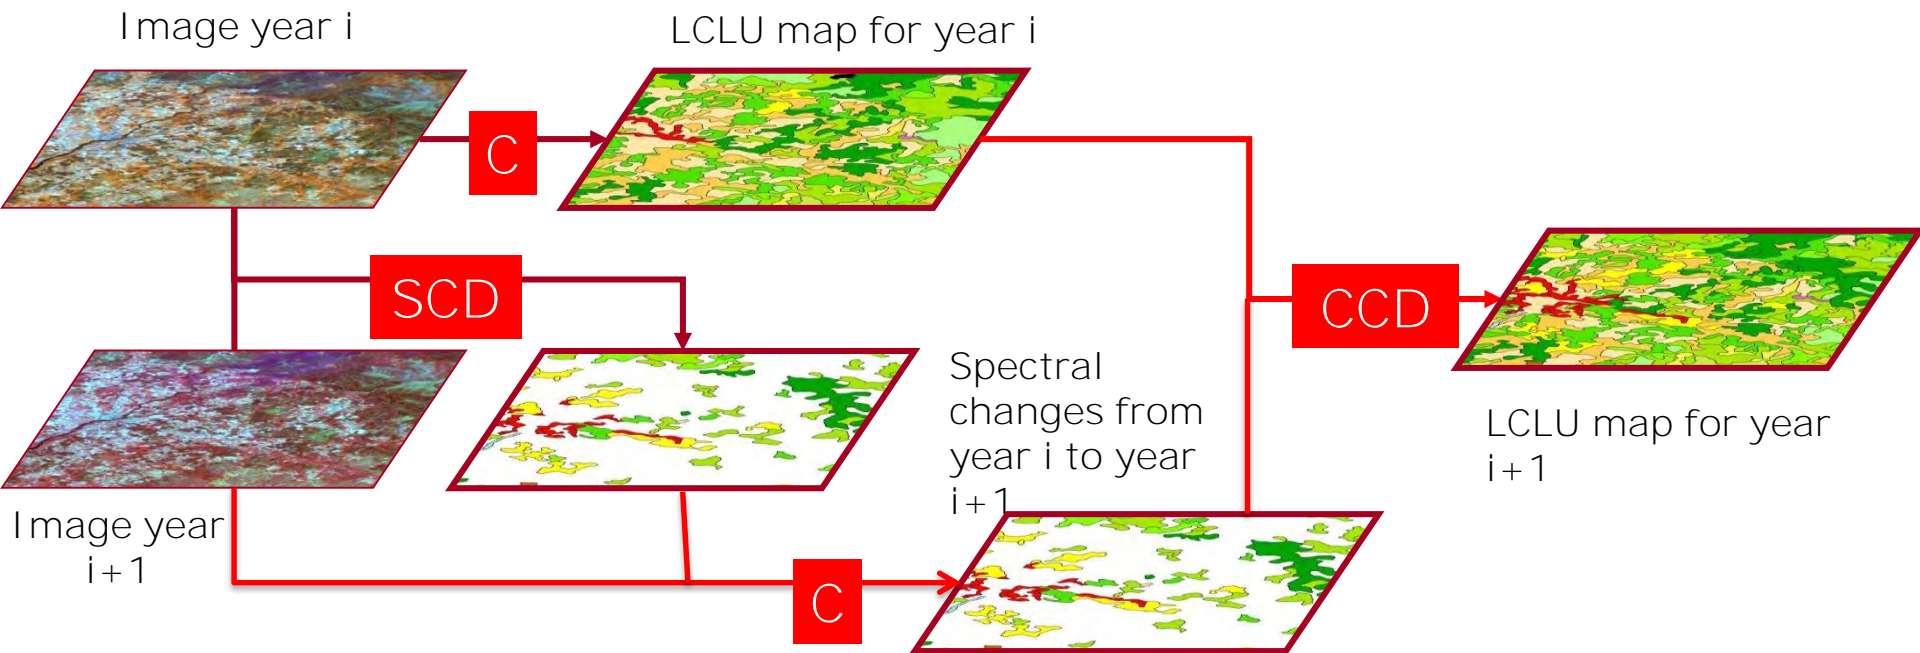 Image year i
LCLU map for year i
C
SCD
CCD
Spectral
changes from
year i to year
i+1
LCLU map for year
i+1
Image year
i+1
C